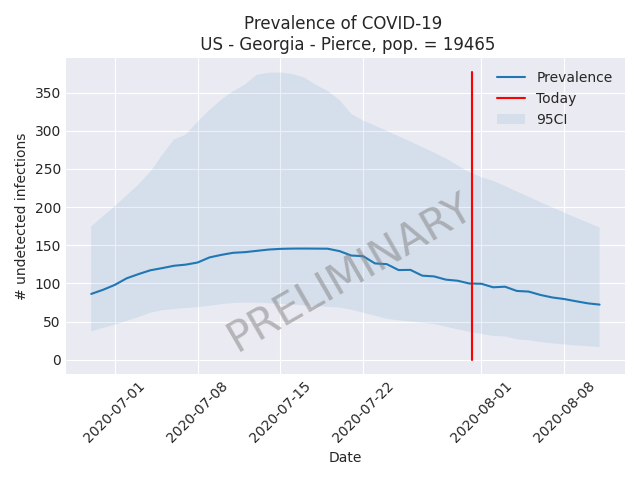 Prevalence of COVID-19
US - Georgia - Pierce, pop. = 19465
Prevalence
Today
95CI
350
300
250
200
150
100
50
0
# undetected infections
PRELIMINARY
2020-07-01
2020-07-08
2020-07-15
2020-07-22
2020-08-01
2020-08-08
Date